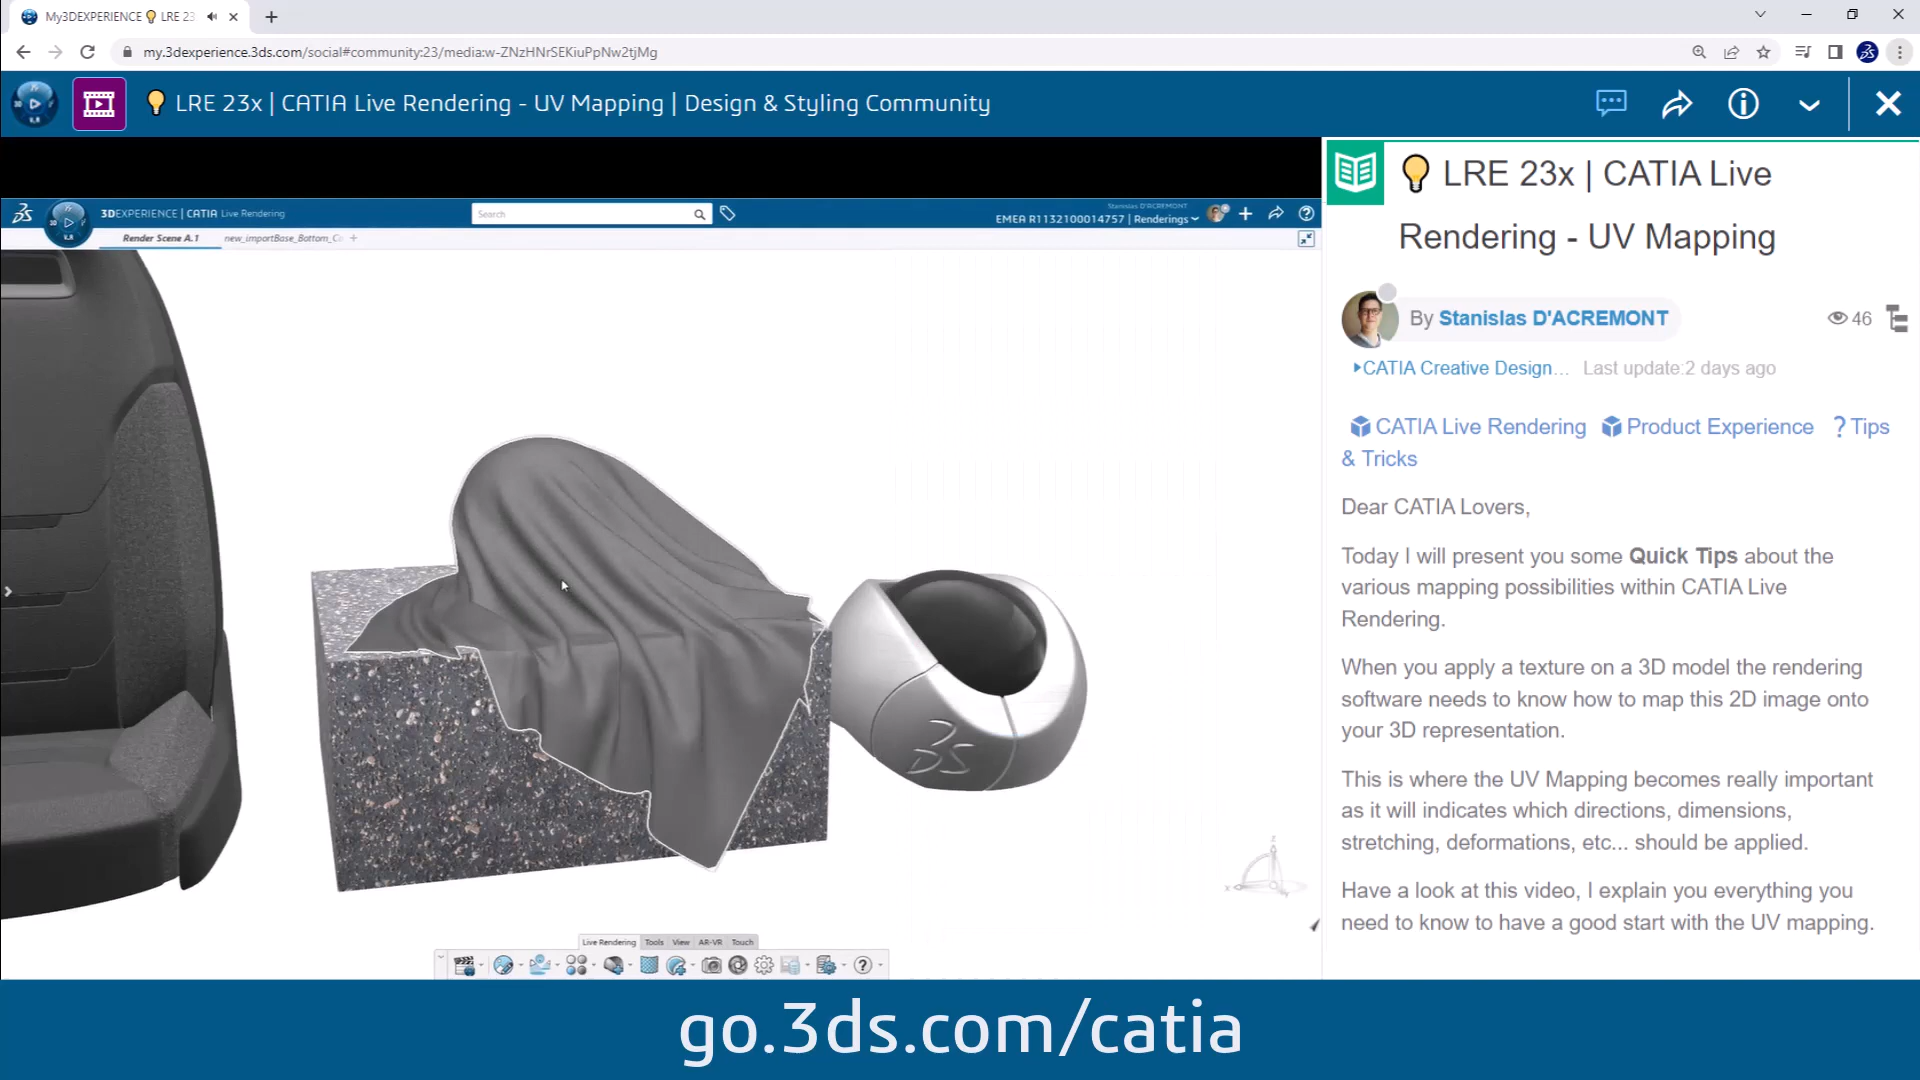 My3DEXPERIENCE 💡 LRE 23
my.3dexperience.3ds.com/social#community:23/media:w-ZNzHNrSEKiuPpNw2tjMg
💡 LRE 23x | CATIA Live Rendering - UV Mapping | Design & Styling Community
3DEXPERIENCE | CATIA Live Rendering
Search
Stanislas D'ACREMONT
EMEA R1132100014757 | Renderings
Render Scene A.1
new_importBase_Bottom_Co
3DS
Live Rendering
Tools
View
AR-VR
Touch
💡 LRE 23x | CATIA Live
Rendering - UV Mapping
By Stanislas D'ACREMONT
46
CATIA Creative Design... Last update:2 days ago
CATIA Live Rendering Product Experience ? Tips
& Tricks
Dear CATIA Lovers,
Today I will present you some Quick Tips about the
various mapping possibilities within CATIA Live
Rendering.
When you apply a texture on a 3D model the rendering
software needs to know how to map this 2D image onto
your 3D representation.
This is where the UV Mapping becomes really important
as it will indicates which directions, dimensions,
stretching, deformations, etc... should be applied.
Have a look at this video, I explain you everything you
need to know to have a good start with the UV mapping.
go.3ds.com/catia